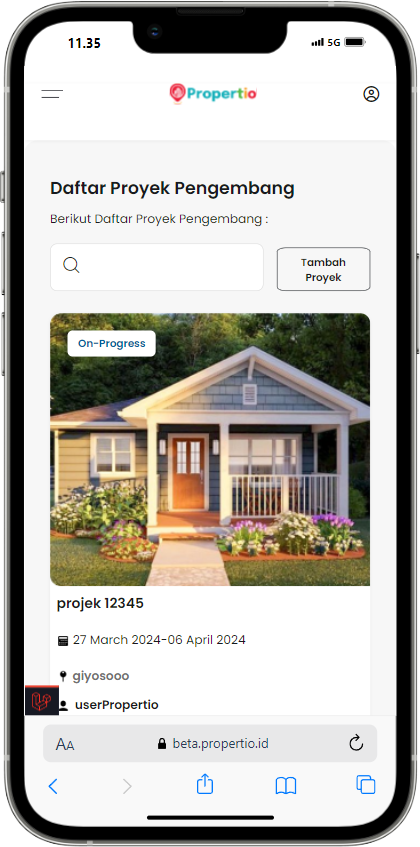 11.35
5G
Propertio
Daftar Proyek Pengembang
Berikut Daftar Proyek Pengembang :
Tambah
Proyek
On-Progress
projek 12345
27 March 2024-06 April 2024
giyosooo
userPropertio
AA
beta.propertio.id